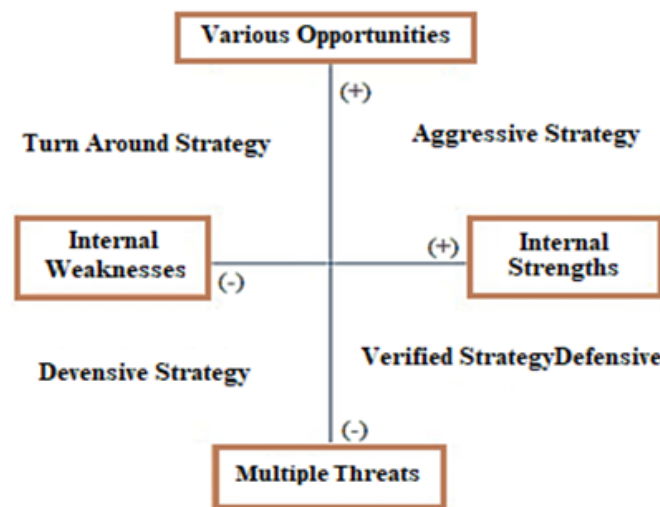 Various Opportunities
(+)
Turn Around Strategy
Aggressive Strategy
Internal
Weaknesses
(-)
(+)
Internal
Strengths
Devensive Strategy
Verified StrategyDefensive
(-)
Multiple Threats